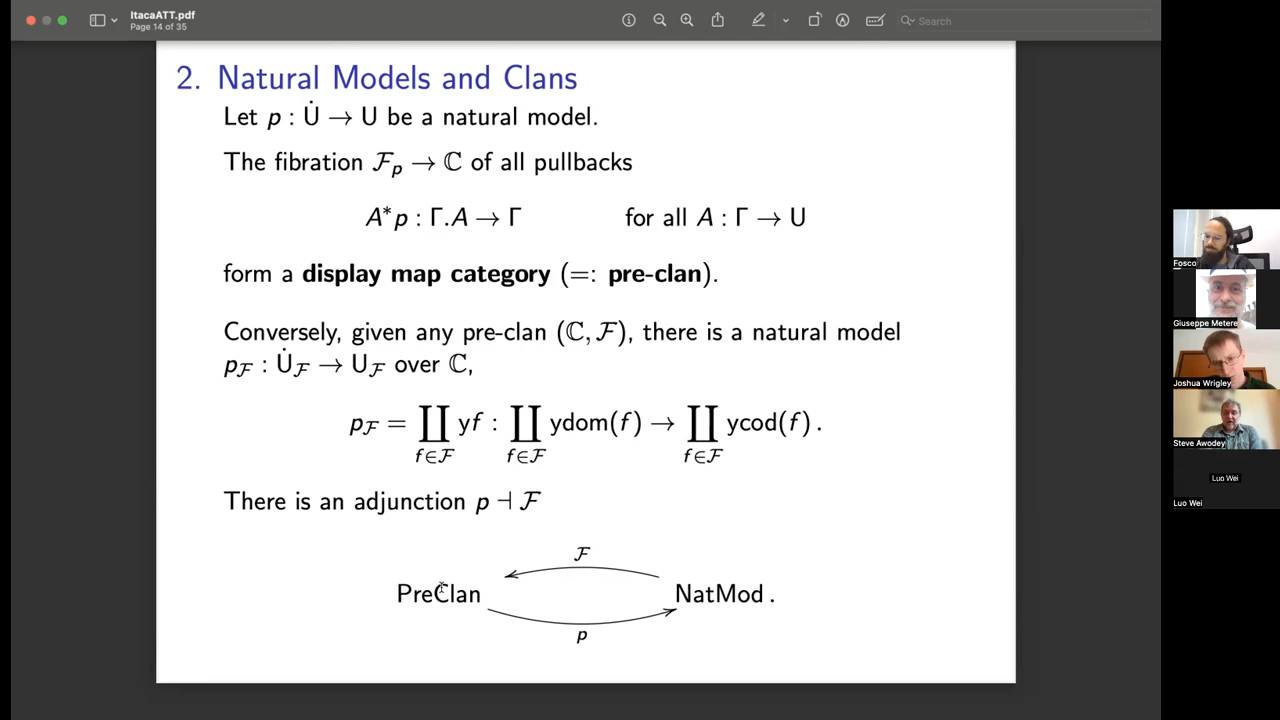 ItacaATT.pdf
Page 14 of 35
Search
2. Natural Models and Clans
Let p : U̇ → U be a natural model.
The fibration ℱₚ → ℂ of all pullbacks
A*p : Γ.A → Γ for all A : Γ → U
form a display map category (=: pre-clan).
Conversely, given any pre-clan (ℂ, ℱ), there is a natural model
p_ℱ : U̇_ℱ → U_ℱ over ℂ,
p_ℱ = ∐_{f∈ℱ} yf : ∐_{f∈ℱ} ydom(f) → ∐_{f∈ℱ} ycod(f) .
There is an adjunction p ⊣ ℱ
ℱ
PreClan NatMod .
p
Fosco
Giuseppe Metere
Joshua Wrigley
Steve Awodey
Luo Wei
Luo Wei